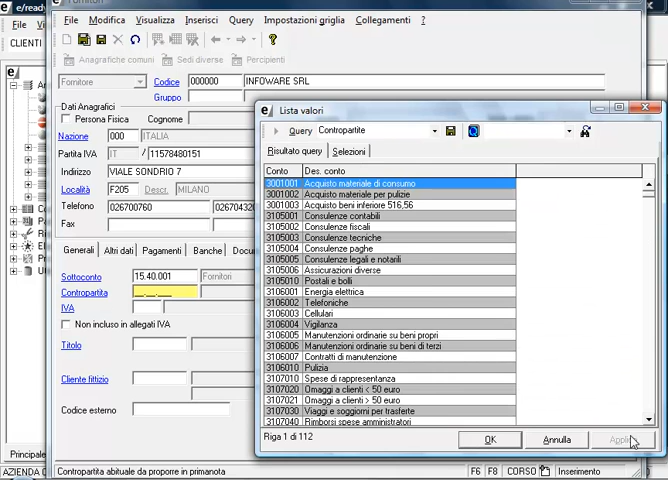 e/ready
Fornitori
File
File Modifica Visualizza Inserisci Query Impostazioni griglia Collegamenti ?
CLIENTI
Anagrafiche comuni Sedi diverse Percipienti
Fornitore Codice 000000 INFOWARE SRL
Gruppo
Dati Anagrafici
Persona Fisica Cognome
Nazione 000 ITALIA
Partita IVA IT / 11578480151
Indirizzo VIALE SONDRIO 7
Località F205 Descr. MILANO
Telefono 026700760 02670432
Fax
Generali Altri dati Pagamenti Banche Docum
Sottoconto 15.40.001 Fornitori
Contropartita __.__.___
IVA
Non incluso in allegati IVA
Titolo
Cliente fittizio
Codice esterno
Lista valori
Query Contropartite
Risultato query Selezioni
Conto Des. conto
3001001 Acquisto materiale di consumo
3001002 Acquisto materiale per pulizie
3001003 Acquisto beni inferiore 516,56
3105001 Consulenze contabili
3105002 Consulenze fiscali
3105003 Consulenze tecniche
3105004 Consulenze paghe
3105005 Consulenze legali e notarili
3105006 Assicurazioni diverse
3105010 Postali e bolli
3106001 Energia elettrica
3106002 Telefoniche
3106003 Cellulari
3106004 Vigilanza
3106005 Manutenzioni ordinarie su beni propri
3106006 Manutenzioni ordinarie su beni di terzi
3106007 Contratti di manutenzione
3106010 Pulizia
3107010 Spese di rappresentanza
3107020 Omaggi a clienti < 50 euro
3107021 Omaggi a clienti > 50 euro
3107030 Viaggi e soggiorni per trasferte
3107040 Rimborsi spese amministratori
Riga 1 di 112 OK Annulla
Principale
AZIENDA Contropartita abituale da proporre in primanota F6 F8 CORSO Inserimento